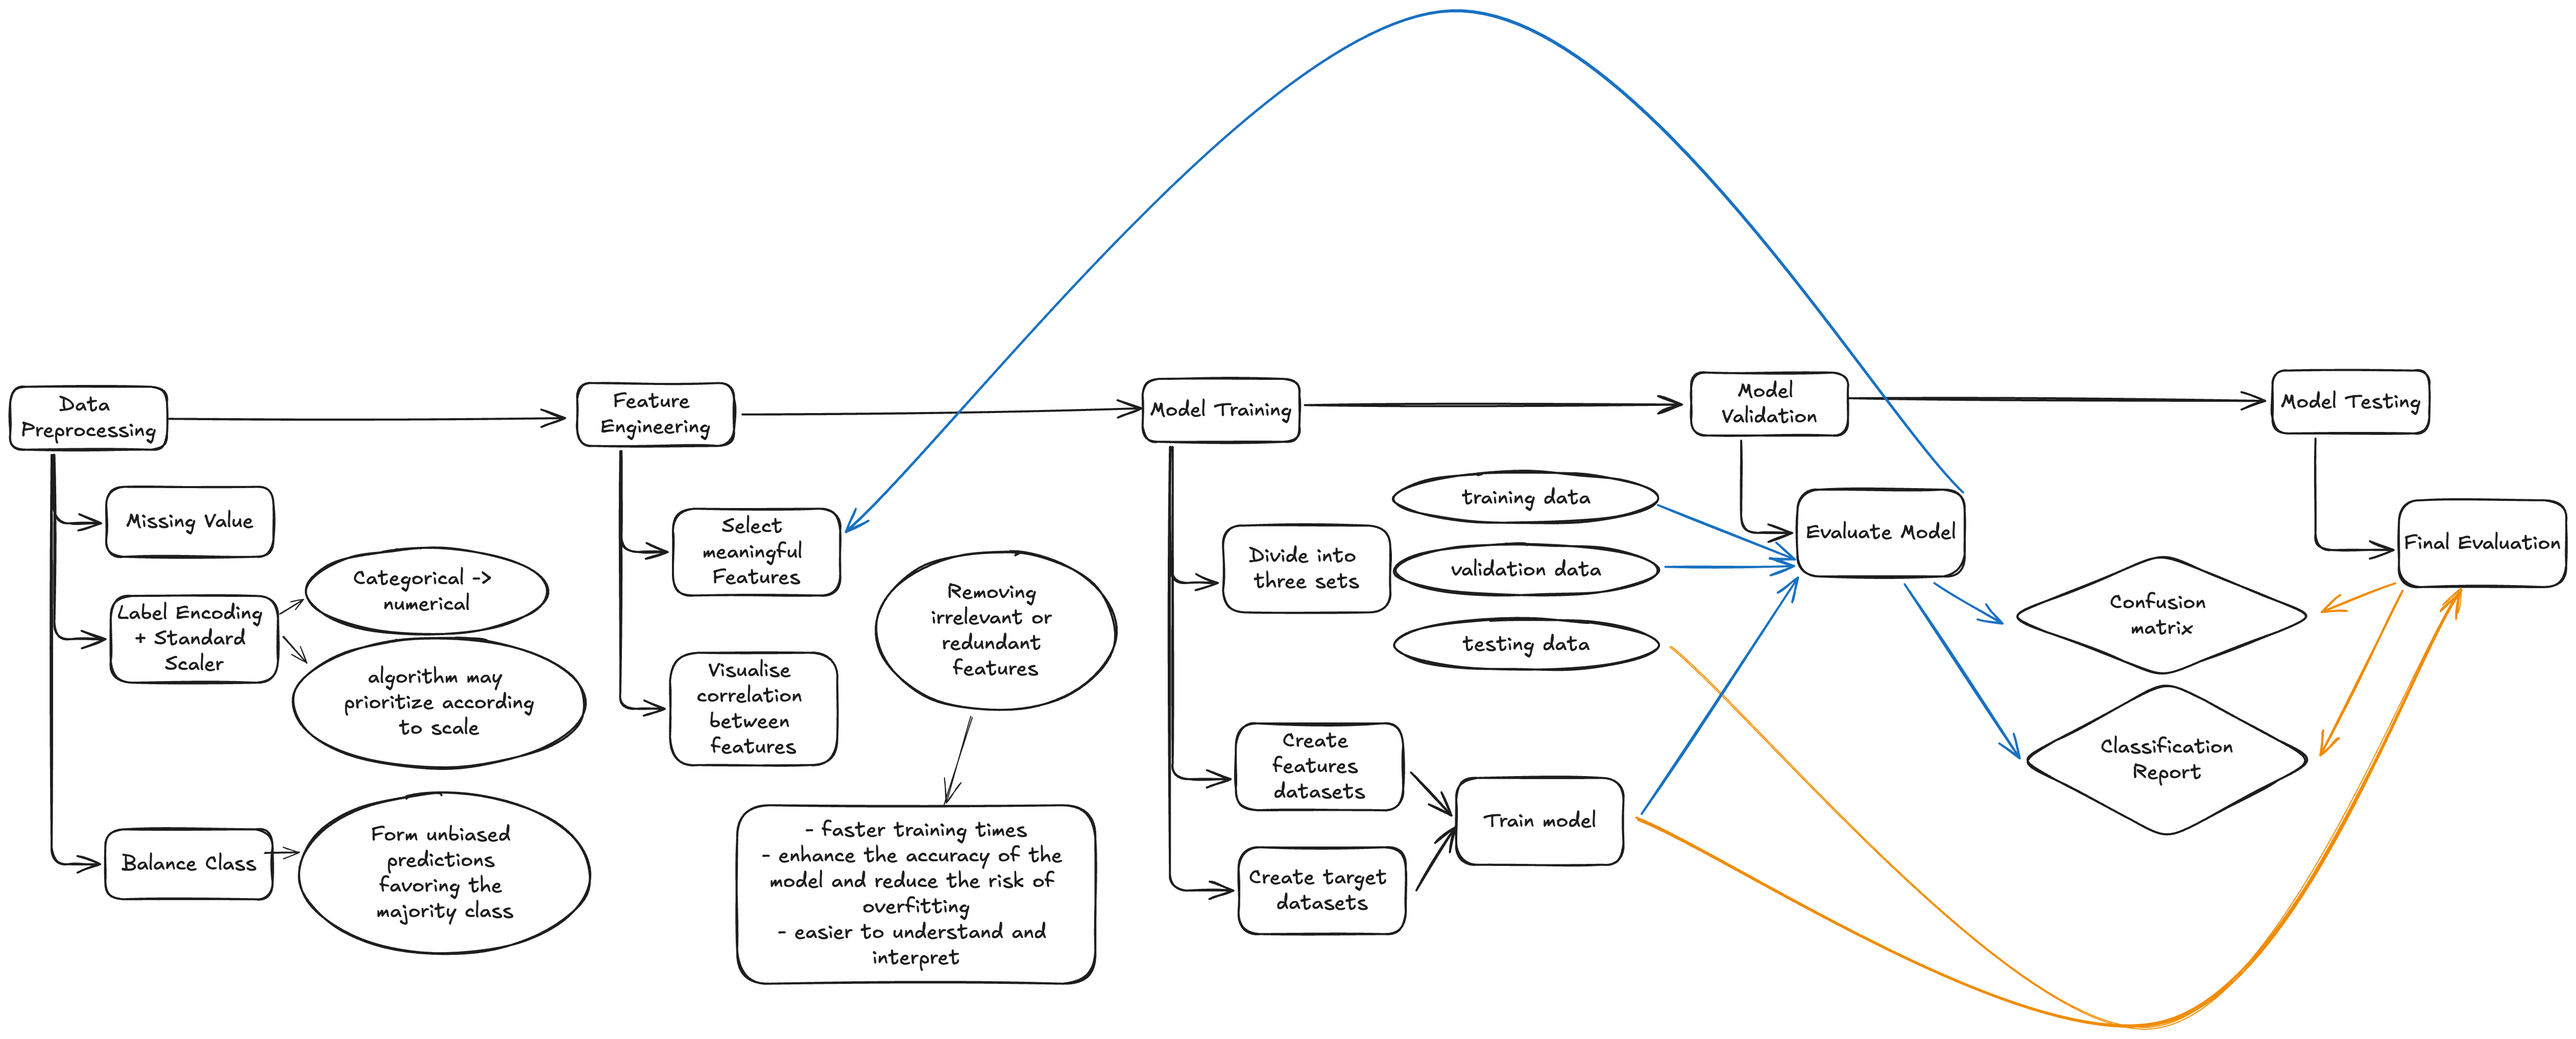 Data
Preprocessing
Missing Value
Label Encoding
+ Standard
Scaler
Categorical ->
numerical
algorithm may
prioritize according
to scale
Balance Class
Form unbiased
predictions
favoring the
majority class
Feature
Engineering
Select
meaningful
Features
Visualise
correlation
between
features
Removing
irrelevant or
redundant
features
- faster training times
- enhance the accuracy of the
model and reduce the risk of
overfitting
- easier to understand and
interpret
Model Training
Divide into
three sets
training data
validation data
testing data
Create
features
datasets
Create target
datasets
Train model
Model
Validation
Evaluate Model
Confusion
matrix
Classification
Report
Model Testing
Final Evaluation